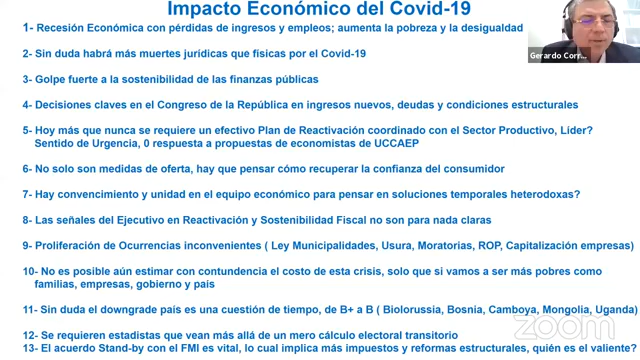 Impacto Económico del Covid-19
1- Recesión Económica con pérdidas de ingresos y empleos; aumenta la pobreza y la desigualdad
Gerardo Corr...
2- Sin duda habrá más muertes jurídicas que físicas por el Covid-19
3- Golpe fuerte a la sostenibilidad de las finanzas públicas
4- Decisiones claves en el Congreso de la República en ingresos nuevos, deudas y condiciones estructurales
5- Hoy más que nunca se requiere un efectivo Plan de Reactivación coordinado con el Sector Productivo, Líder?
Sentido de Urgencia, 0 respuesta a propuestas de economistas de UCCAEP
6- No solo son medidas de oferta, hay que pensar cómo recuperar la confianza del consumidor
7- Hay convencimiento y unidad en el equipo económico para pensar en soluciones temporales heterodoxas?
8- Las señales del Ejecutivo en Reactivación y Sostenibilidad Fiscal no son para nada claras
9- Proliferación de Ocurrencias inconvenientes ( Ley Municipalidades, Usura, Moratorias, ROP, Capitalización empresas)
10- No es posible aún estimar con contundencia el costo de esta crisis, solo que si vamos a ser más pobres como
familias, empresas, gobierno y país
11- Sin duda el downgrade país es una cuestión de tiempo, de B+ a B ( Biolorussia, Bosnia, Camboya, Mongolia, Uganda)
12- Se requieren estadistas que vean más allá de un mero cálculo electoral transitorio
zoom
13- El acuerdo Stand-by con el FMI es vital, lo cual implica más impuestos y reformas estructurales, quién es el valiente?